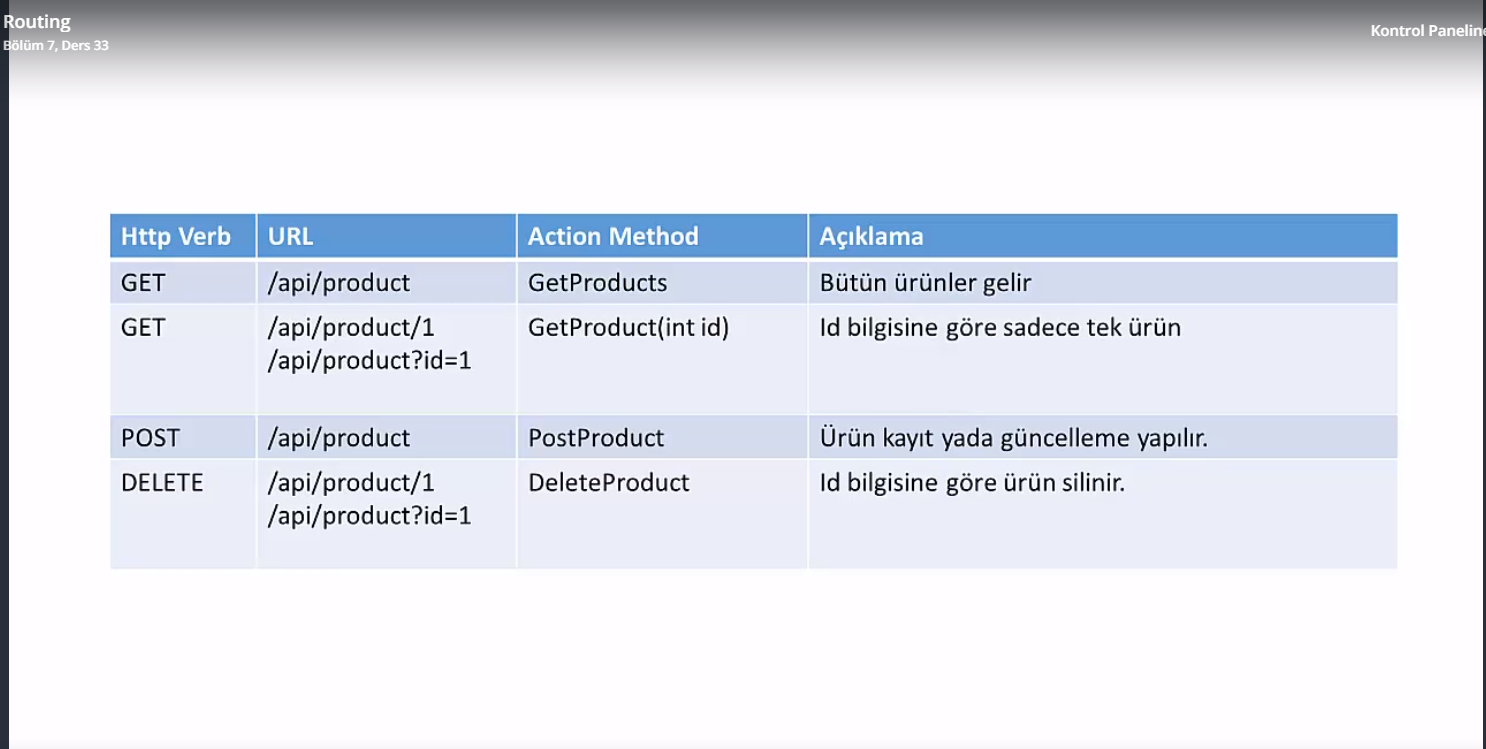 Routing
Bölüm 7, Ders 33
Kontrol Paneline
Http Verb URL Action Method Açıklama
GET /api/product GetProducts Bütün ürünler gelir
GET /api/product/1 GetProduct(int id) Id bilgisine göre sadece tek ürün
/api/product?id=1
POST /api/product PostProduct Ürün kayıt yada güncelleme yapılır.
DELETE /api/product/1 DeleteProduct Id bilgisine göre ürün silinir.
/api/product?id=1